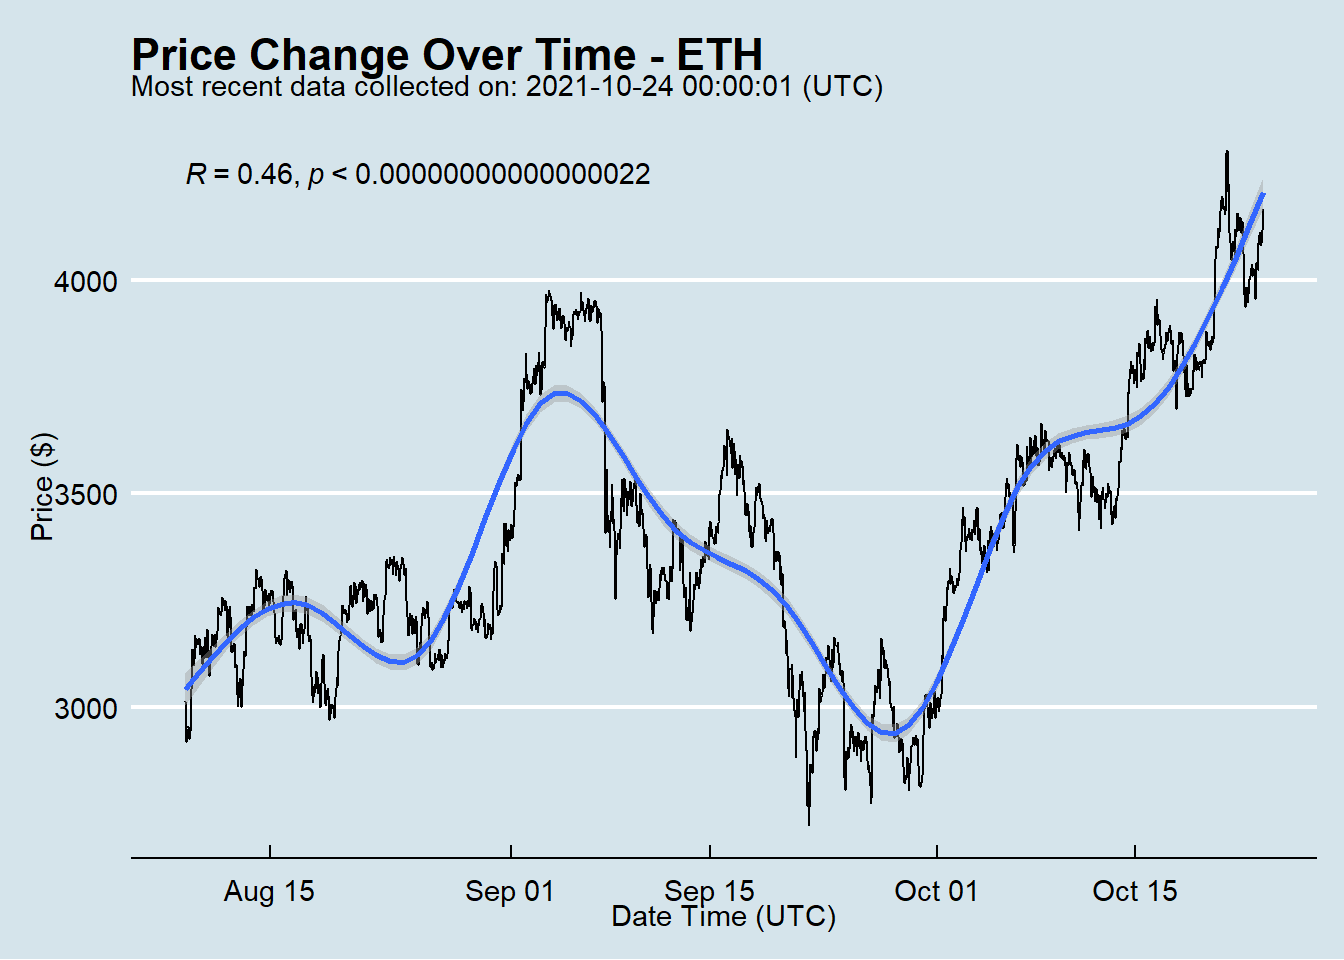 Price Change Over Time - ETH
Most recent data collected on: 2021-10-24 00:00:01 (UTC)
R = 0.46, p < 0.00000000000000022
4000
3500
3000
Price ($)
Aug 15
Sep 01
Sep 15
Oct 01
Oct 15
Date Time (UTC)